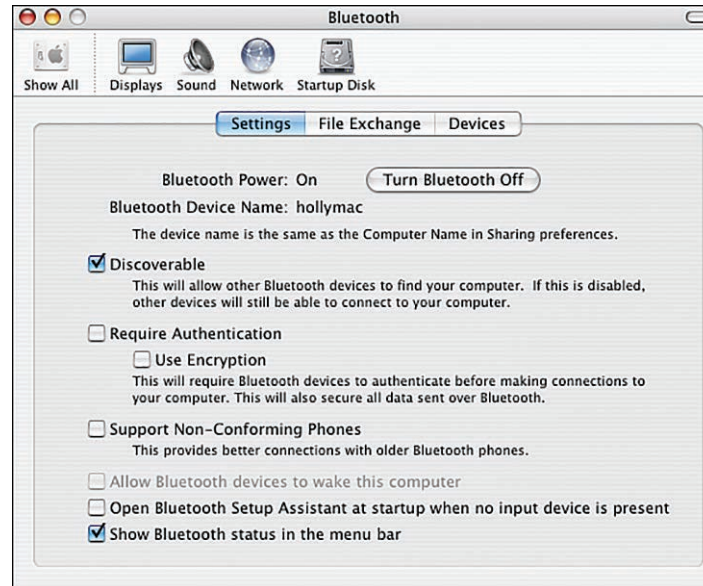 Bluetooth
Show All
Displays
Sound
Network
Startup Disk
Settings
File Exchange
Devices
Bluetooth Power: On
Turn Bluetooth Off
Bluetooth Device Name: hollymac
The device name is the same as the Computer Name in Sharing preferences.
Discoverable
This will allow other Bluetooth devices to find your computer. If this is disabled,
other devices will still be able to connect to your computer.
Require Authentication
Use Encryption
This will require Bluetooth devices to authenticate before making connections to
your computer. This will also secure all data sent over Bluetooth.
Support Non-Conforming Phones
This provides better connections with older Bluetooth phones.
Allow Bluetooth devices to wake this computer
Open Bluetooth Setup Assistant at startup when no input device is present
Show Bluetooth status in the menu bar